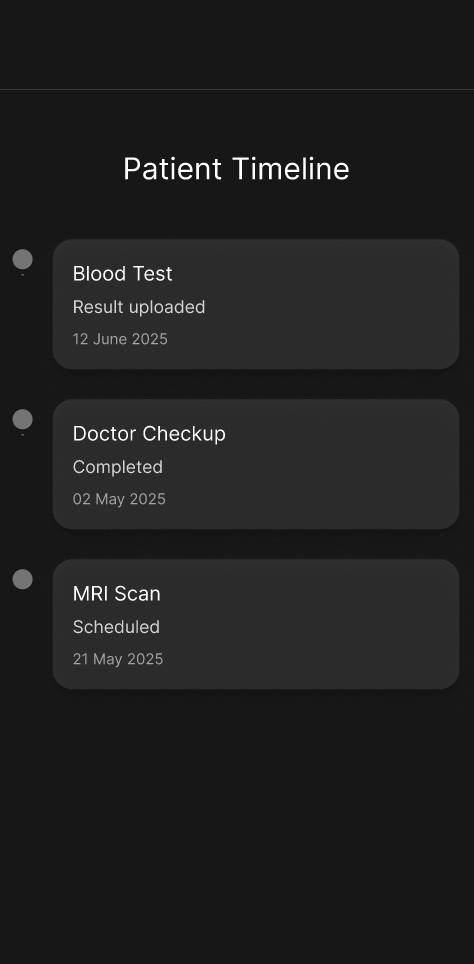 Patient Timeline
Blood Test
Result uploaded
12 June 2025
Doctor Checkup
Completed
02 May 2025
MRI Scan
Scheduled
21 May 2025